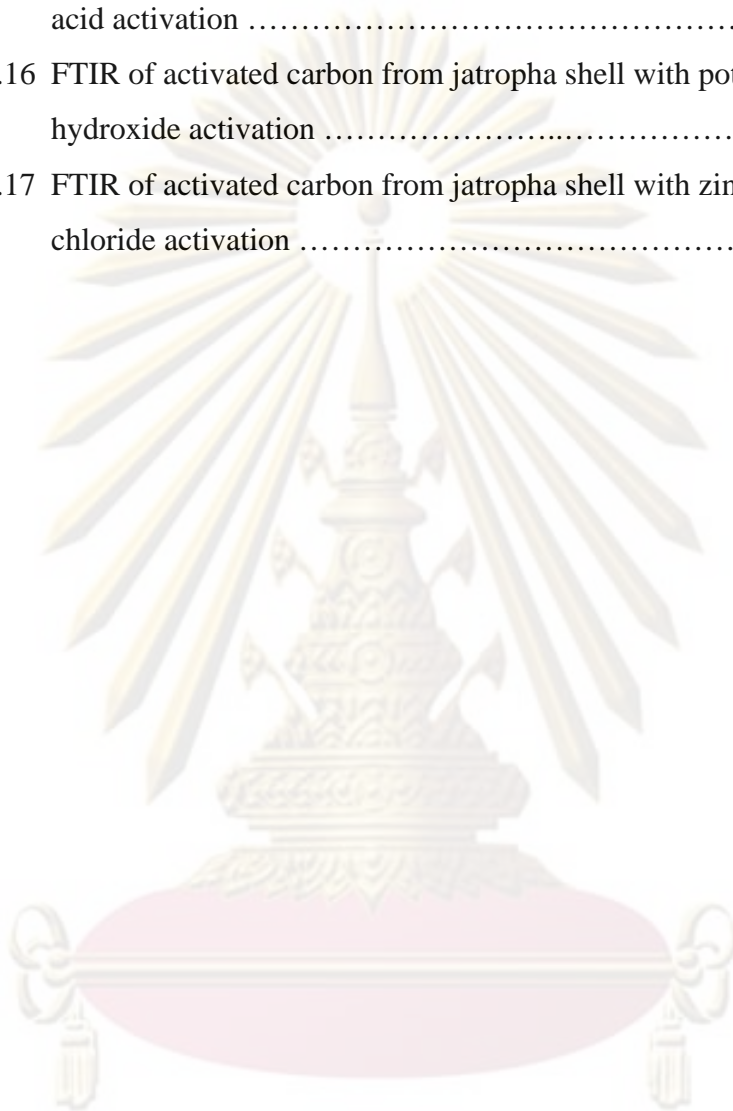 acid activation …………………………………………
.16 FTIR of activated carbon from jatropha shell with pot
hydroxide activation …………………..……………
.17 FTIR of activated carbon from jatropha shell with zin
chloride activation ……………………………………